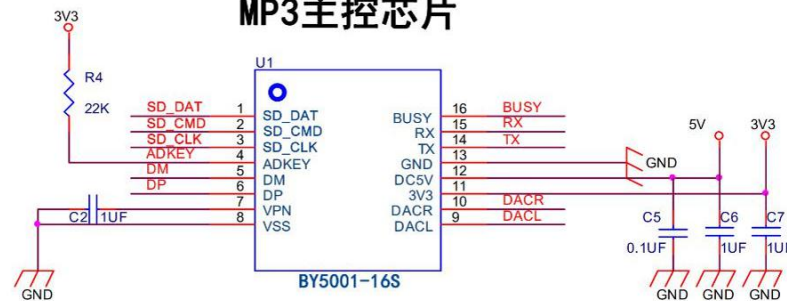 MP3主控芯片
3V3
U1
R4
22K
SD_DAT 1 SD_DAT BUSY 16 BUSY
SD_CMD 2 SD_CMD RX 15 RX
SD_CLK 3 SD_CLK TX 14 TX
ADKEY 4 ADKEY GND 13 GND
DM 5 DM DC5V 12
DP 6 DP 3V3 11
7 VPN DACR 10 DACR
8 VSS DACL 9 DACL
5V 3V3
C2 1UF
C5 C6 C7
0.1UF 1UF 1UF
BY5001-16S
GND GND GND GND